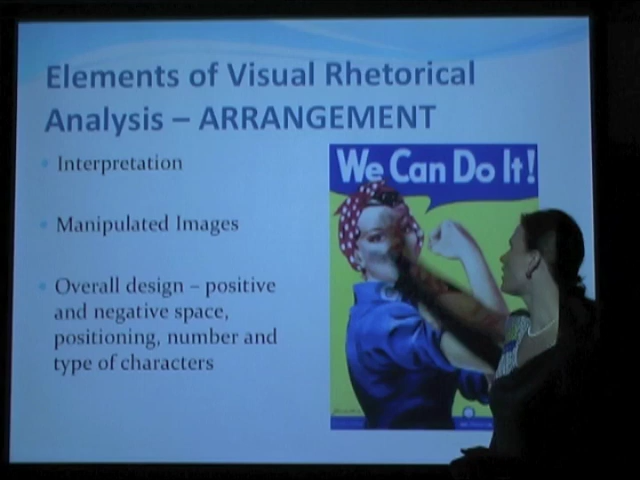 Elements of Visual Rhetorical
Analysis – ARRANGEMENT
Interpretation
Manipulated Images
Overall design – positive
and negative space,
positioning, number and
type of characters
We Can Do It!